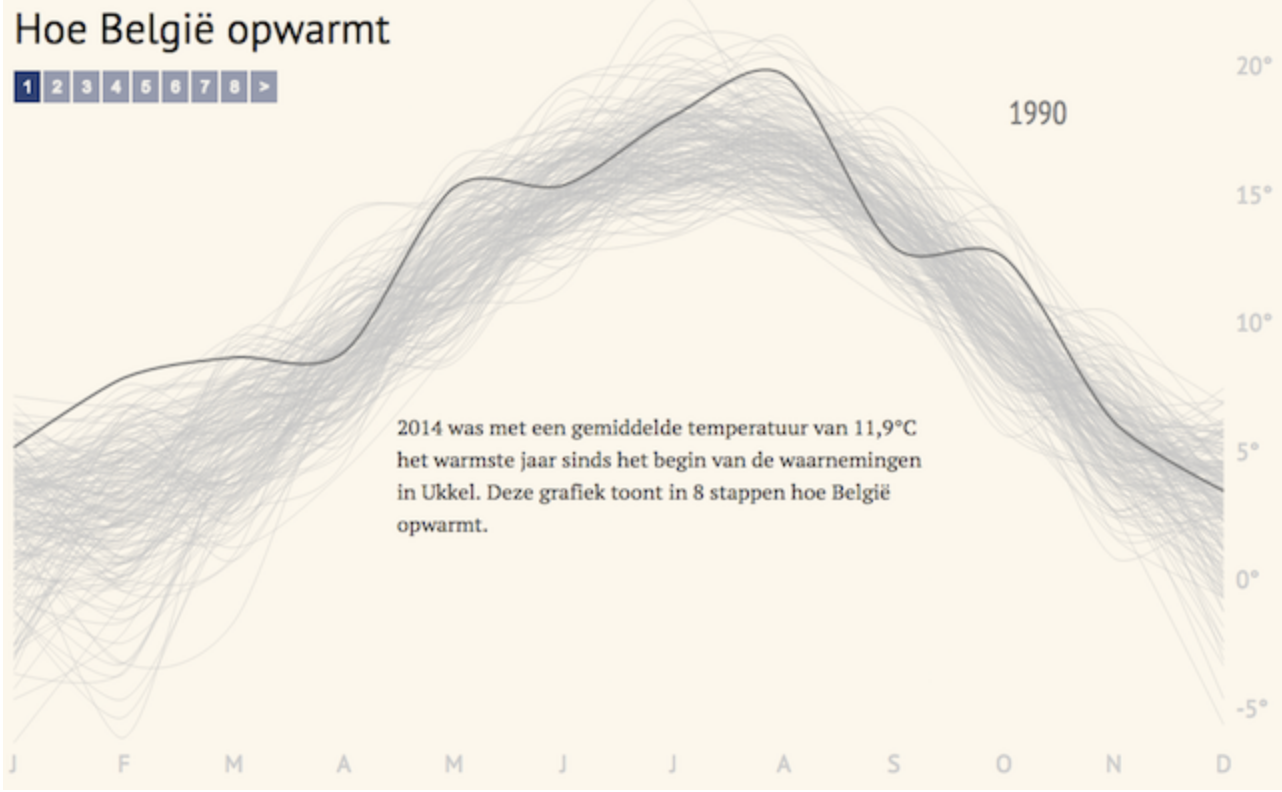 Hoe België opwarmt
1 2 3 4 5 6 7 8 >
20°
1990
15°
10°
2014 was met een gemiddelde temperatuur van 11,9°C
het warmste jaar sinds het begin van de waarnemingen
in Ukkel. Deze grafiek toont in 8 stappen hoe België
opwarmt.
5°
0°
-5°
J F M A M J J A S O N D